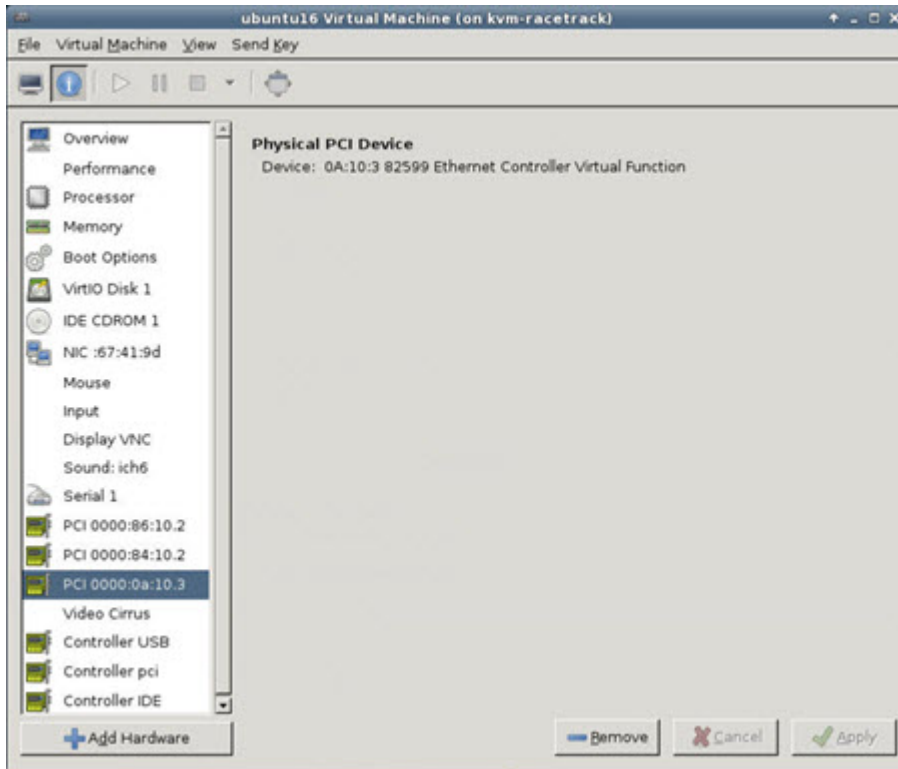 ubuntu16 Virtual Machine (on kvm-racetrack)
File Virtual Machine View Send Key
Overview
Performance
Processor
Memory
Boot Options
VirtIO Disk 1
IDE CDROM 1
NIC :67:41:9d
Mouse
Input
Display VNC
Sound: ich6
Serial 1
PCI 0000:86:10.2
PCI 0000:84:10.2
PCI 0000:0a:10.3
Video Cirrus
Controller USB
Controller pci
Controller IDE
Add Hardware
Physical PCI Device
Device: 0A:10:3 82599 Ethernet Controller Virtual Function
Remove Cancel Apply